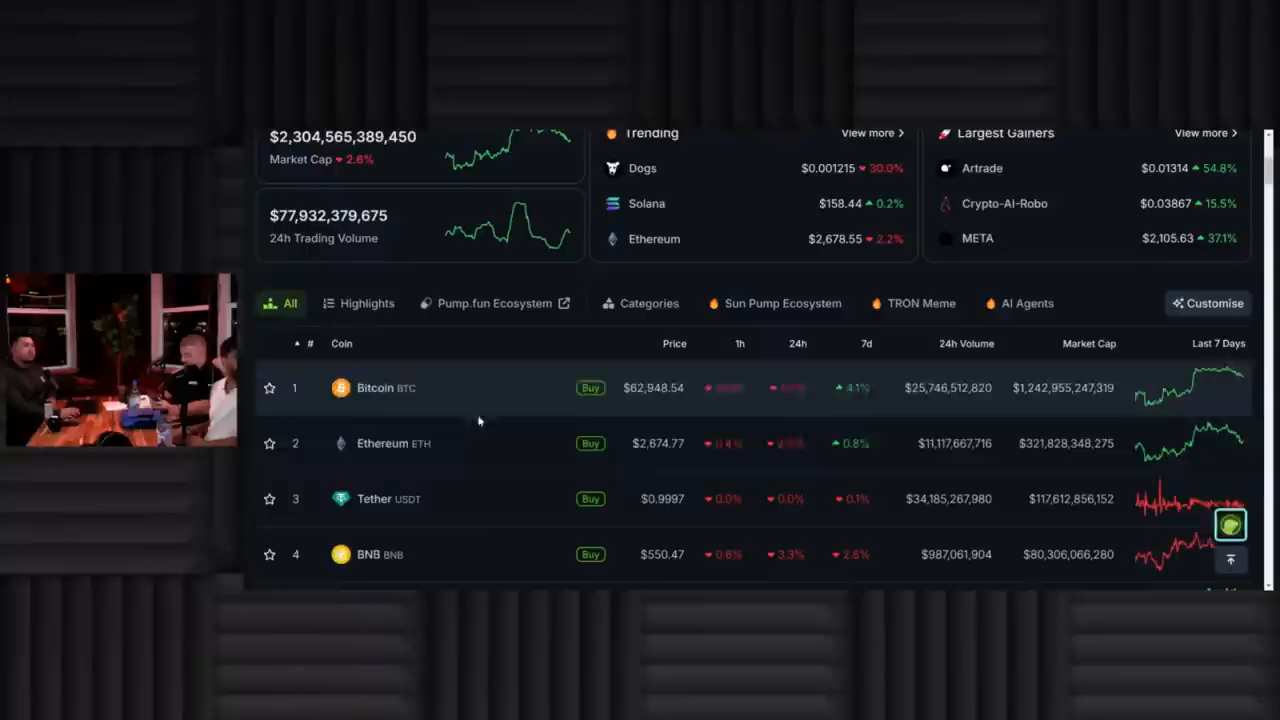 $2,304,565,389,450
Market Cap 2.6%
$77,932,379,675
24h Trading Volume
Trending View more
Dogs $0.001215 30.0%
Solana $158.44 0.2%
Ethereum $2,678.55 2.2%
Largest Gainers View more
Artrade $0.01314 54.8%
Crypto-AI-Robo $0.03867 15.5%
META $2,105.63 37.1%
All Highlights Pump.fun Ecosystem Categories Sun Pump Ecosystem TRON Meme AI Agents Customise
# Coin Price 1h 24h 7d 24h Volume Market Cap Last 7 Days
1 Bitcoin BTC Buy $62,948.54 4.1% $25,746,512,820 $1,242,955,247,319
2 Ethereum ETH Buy $2,674.77 0.8% $11,117,667,716 $321,828,348,275
3 Tether USDT Buy $0.9997 0.0% 0.0% 0.1% $34,185,267,980 $117,612,856,152
4 BNB BNB Buy $550.47 0.6% 3.3% 2.6% $987,061,904 $80,306,066,280